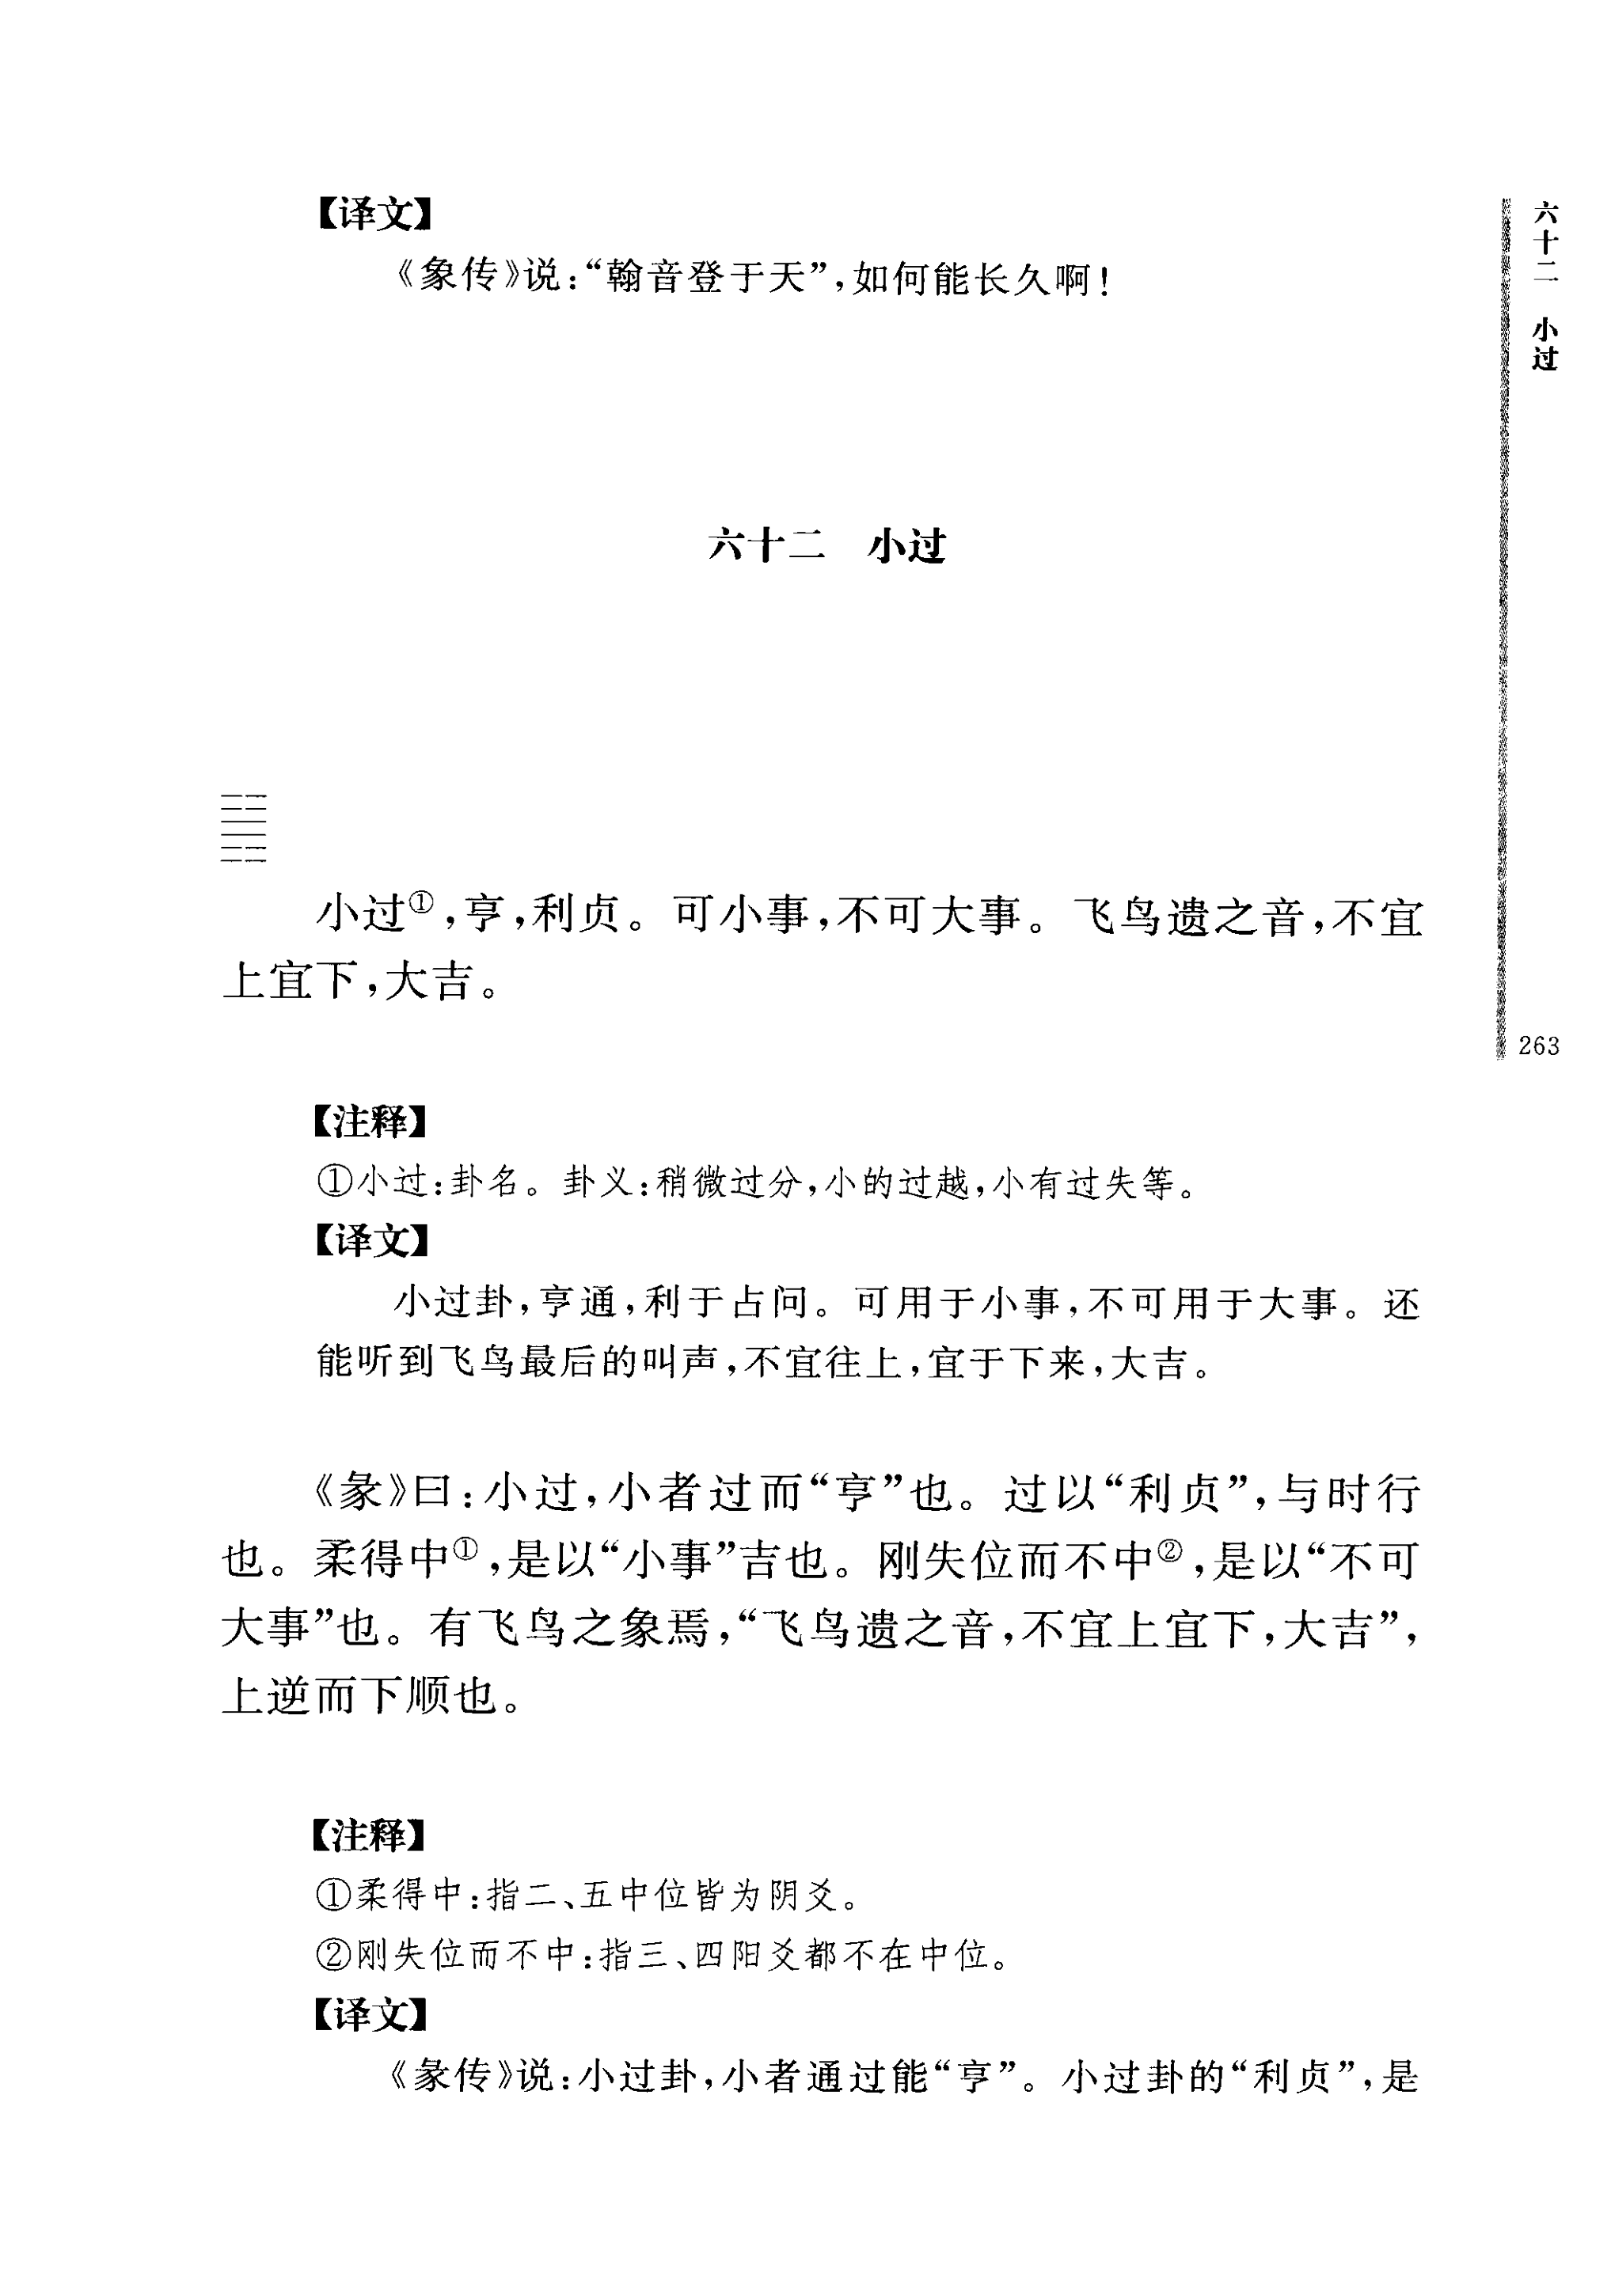 【译文】
《象传》说：“翰音登于天”，如何能长久啊！
六十二　小过
小过①，亨，利贞。可小事，不可大事。飞鸟遗之音，不宜
上宜下，大吉。
【注释】
①小过：卦名。卦义：稍微过分，小的过越，小有过失等。
【译文】
小过卦，亨通，利于占问。可用于小事，不可用于大事。还
能听到飞鸟最后的叫声，不宜往上，宜于下来，大吉。
《彖》曰：小过，小者过而“亨”也。过以“利贞”，与时行
也。柔得中①，是以“小事”吉也。刚失位而不中②，是以“不可
大事”也。有飞鸟之象焉，“飞鸟遗之音，不宜上宜下，大吉”，
上逆而下顺也。
【注释】
①柔得中：指二、五中位皆为阴爻。
②刚失位而不中：指三、四阳爻都不在中位。
【译文】
《彖传》说：小过卦，小者通过能“亨”。小过卦的“利贞”，是
六十二　小过
263